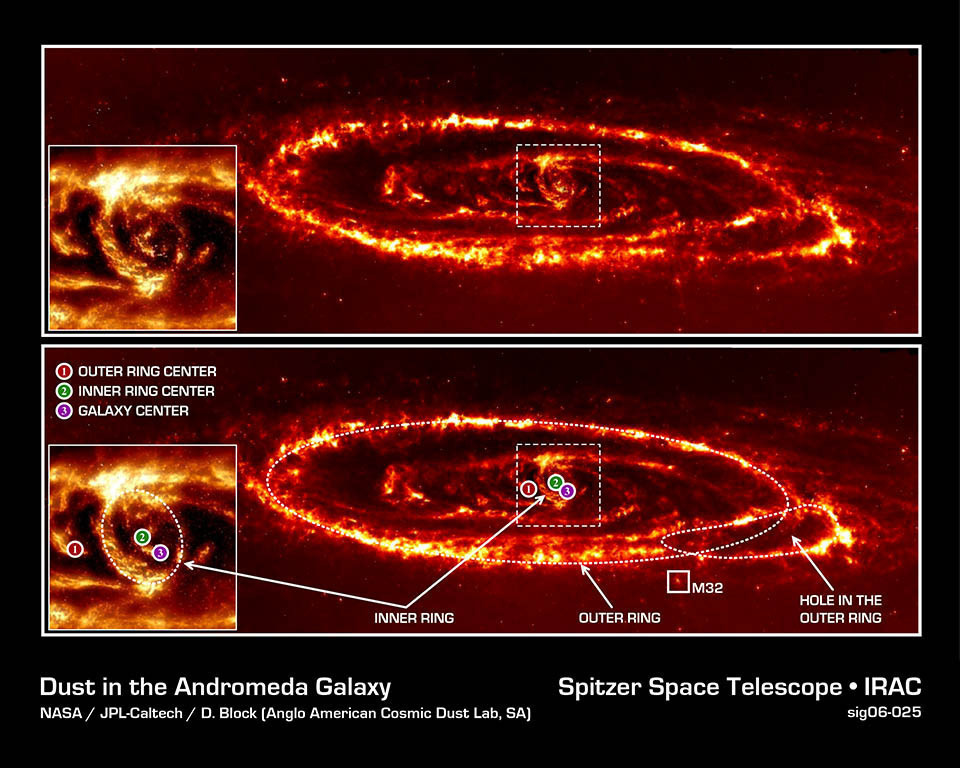 1 OUTER RING CENTER
2 INNER RING CENTER
3 GALAXY CENTER
1
2
3
1
2
3
M32
INNER RING
OUTER RING
HOLE IN THE
OUTER RING
Dust in the Andromeda Galaxy
NASA / JPL-Caltech / D. Block (Anglo American Cosmic Dust Lab, SA)
Spitzer Space Telescope • IRAC
sig06-025